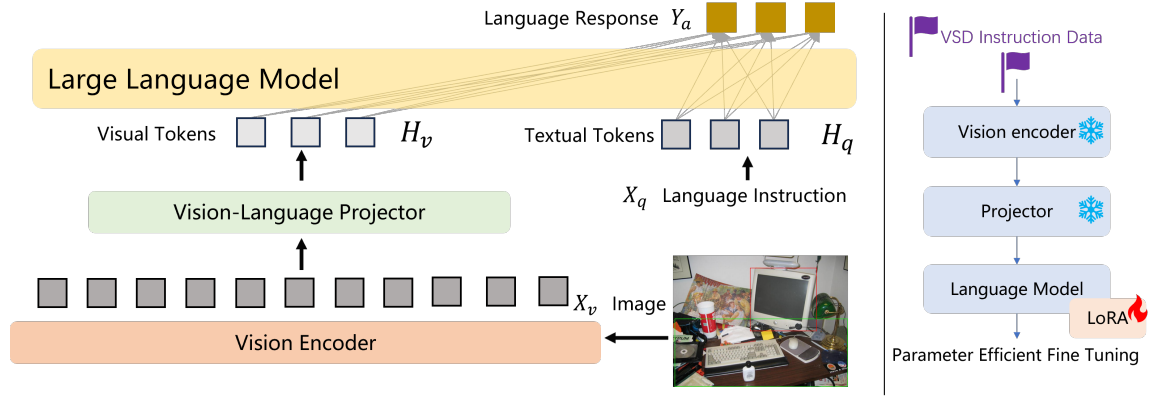 Language Response Y_a
Large Language Model
Visual Tokens
H_v
Textual Tokens
H_q
X_q Language Instruction
Vision-Language Projector
X_v Image
Vision Encoder
VSD Instruction Data
Vision encoder
Projector
Language Model
LoRA
Parameter Efficient Fine Tuning